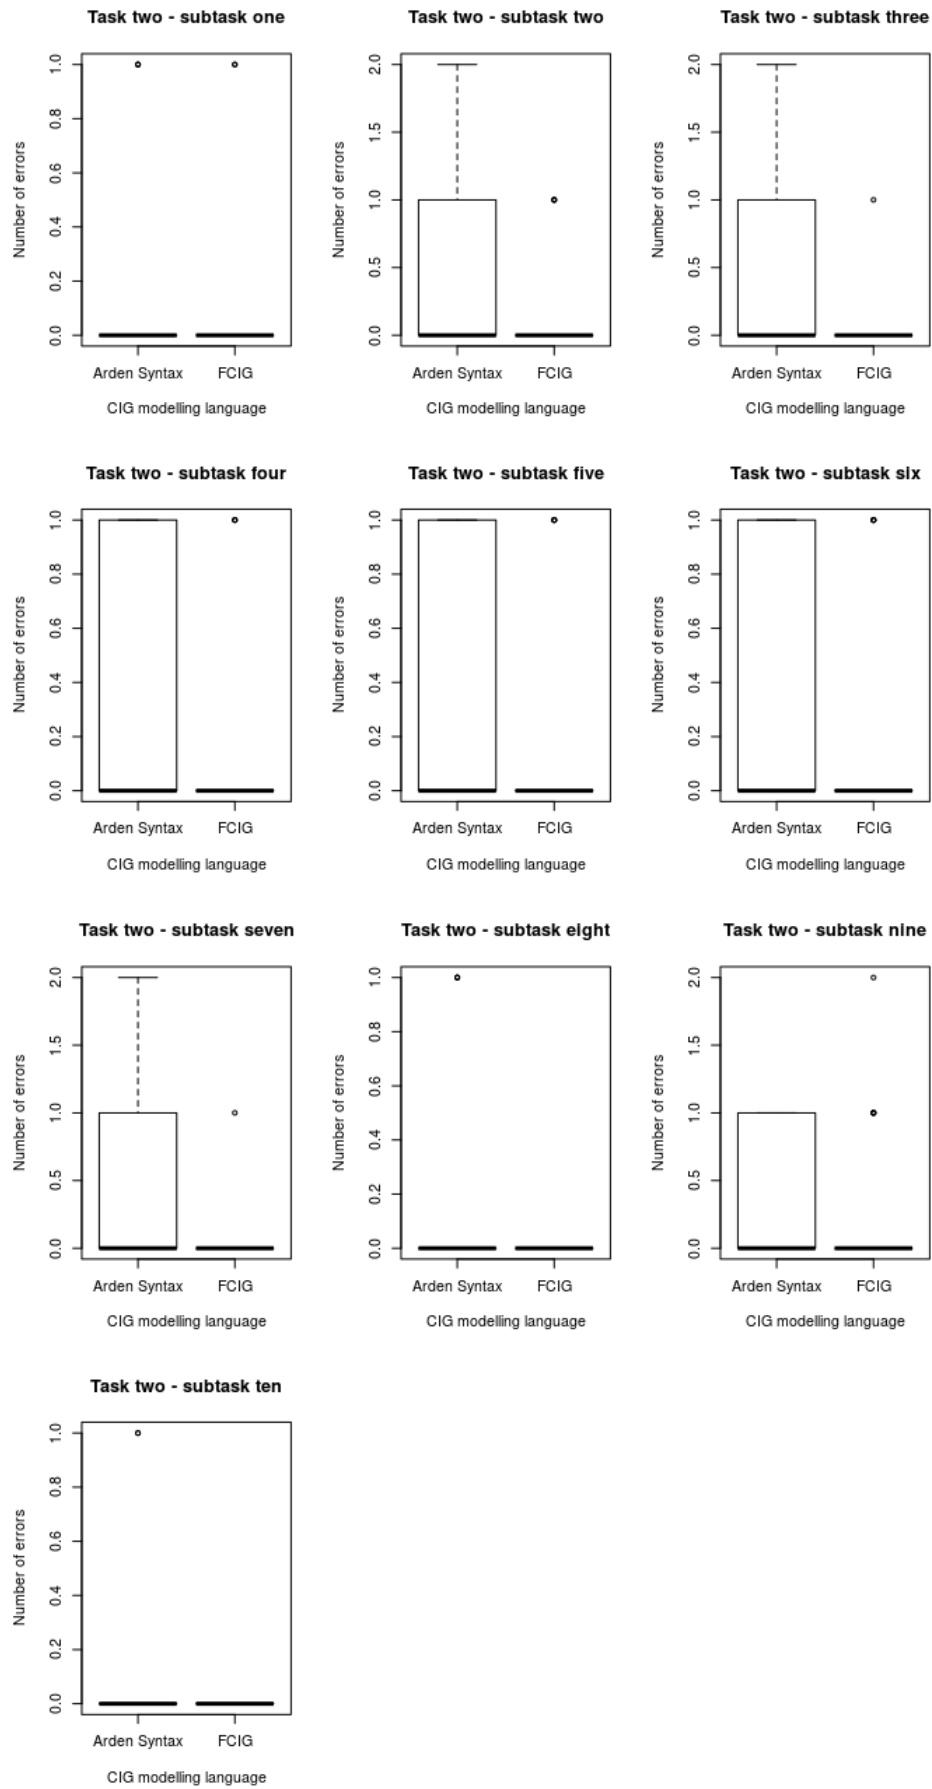 Task two - subtask one
Number of errors
1.0
0.8
0.6
0.4
0.2
0.0
Arden Syntax FCIG
CIG modelling language
Task two - subtask two
Number of errors
2.0
1.5
1.0
0.5
0.0
Arden Syntax FCIG
CIG modelling language
Task two - subtask three
Number of errors
2.0
1.5
1.0
0.5
0.0
Arden Syntax FCIG
CIG modelling language
Task two - subtask four
Number of errors
1.0
0.8
0.6
0.4
0.2
0.0
Arden Syntax FCIG
CIG modelling language
Task two - subtask five
Number of errors
1.0
0.8
0.6
0.4
0.2
0.0
Arden Syntax FCIG
CIG modelling language
Task two - subtask six
Number of errors
1.0
0.8
0.6
0.4
0.2
0.0
Arden Syntax FCIG
CIG modelling language
Task two - subtask seven
Number of errors
2.0
1.5
1.0
0.5
0.0
Arden Syntax FCIG
CIG modelling language
Task two - subtask eight
Number of errors
1.0
0.8
0.6
0.4
0.2
0.0
Arden Syntax FCIG
CIG modelling language
Task two - subtask nine
Number of errors
2.0
1.5
1.0
0.5
0.0
Arden Syntax FCIG
CIG modelling language
Task two - subtask ten
Number of errors
1.0
0.8
0.6
0.4
0.2
0.0
Arden Syntax FCIG
CIG modelling language